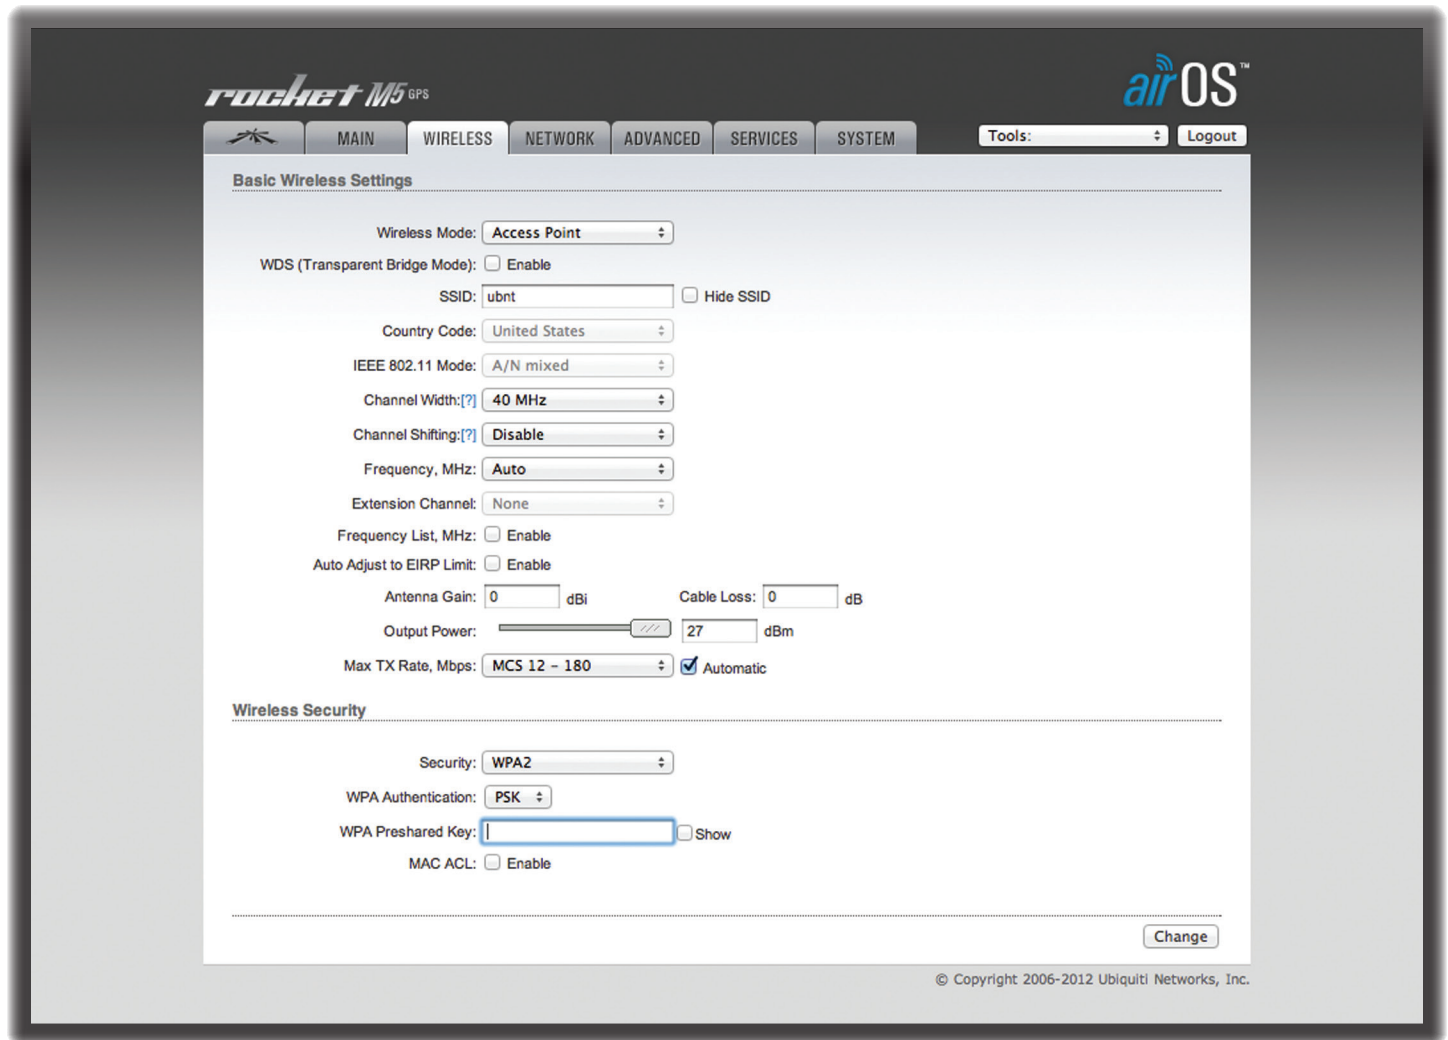 rocket M5 GPS
airOS™
MAIN WIRELESS NETWORK ADVANCED SERVICES SYSTEM Tools: Logout
Basic Wireless Settings
Wireless Mode: Access Point
WDS (Transparent Bridge Mode): Enable
SSID: ubnt Hide SSID
Country Code: United States
IEEE 802.11 Mode: A/N mixed
Channel Width:[?] 40 MHz
Channel Shifting:[?] Disable
Frequency, MHz: Auto
Extension Channel: None
Frequency List, MHz: Enable
Auto Adjust to EIRP Limit: Enable
Antenna Gain: 0 dBi Cable Loss: 0 dB
Output Power: 27 dBm
Max TX Rate, Mbps: MCS 12 – 180 Automatic
Wireless Security
Security: WPA2
WPA Authentication: PSK
WPA Preshared Key: Show
MAC ACL: Enable
Change
© Copyright 2006-2012 Ubiquiti Networks, Inc.